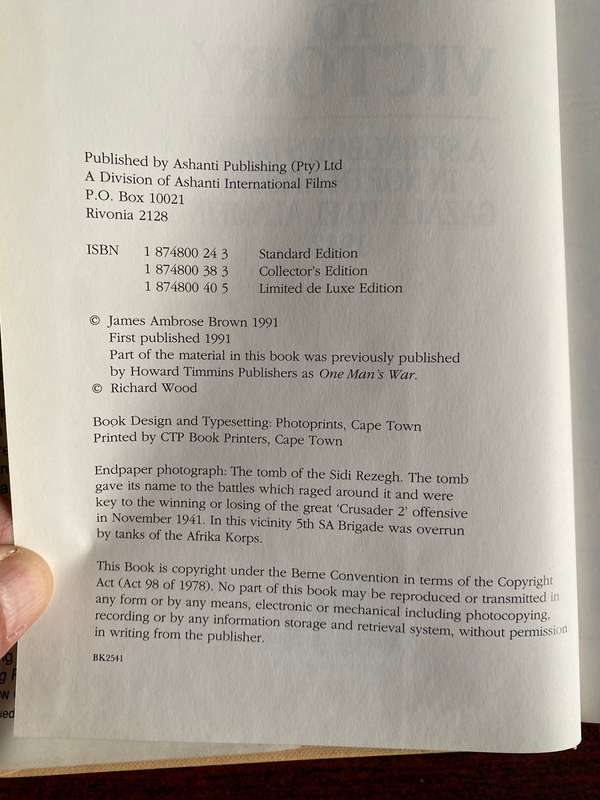 Published by Ashanti Publishing (Pty) Ltd
A Division of Ashanti International Films
P.O. Box 10021
Rivonia 2128
ISBN 1 874800 24 3 Standard Edition
1 874800 38 3 Collector's Edition
1 874800 40 5 Limited de Luxe Edition
© James Ambrose Brown 1991
First published 1991
Part of the material in this book was previously published
by Howard Timmins Publishers as One Man's War.
© Richard Wood
Book Design and Typesetting: Photoprints, Cape Town
Printed by CTP Book Printers, Cape Town
Endpaper photograph: The tomb of the Sidi Rezegh. The tomb
gave its name to the battles which raged around it and were
key to the winning or losing of the great 'Crusader 2' offensive
in November 1941. In this vicinity 5th SA Brigade was overrun
by tanks of the Afrika Korps.
This Book is copyright under the Berne Convention in terms of the Copyright
Act (Act 98 of 1978). No part of this book may be reproduced or transmitted in
any form or by any means, electronic or mechanical including photocopying,
recording or by any information storage and retrieval system, without permission
in writing from the publisher.
BK2541